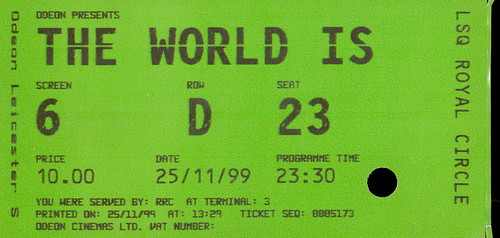 ODEON PRESENTS
THE WORLD IS
SCREEN ROW SEAT
6 D 23
PRICE DATE PROGRAMME TIME
10.00 25/11/99 23:30
YOU WERE SERVED BY: RRC AT TERMINAL: 3
PRINTED ON: 25/11/99 AT: 13:29 TICKET SEQ: 0005173
ODEON CINEMAS LTD. VAT NUMBER:
Odeon Leicester S
LSQ ROYAL CIRCLE